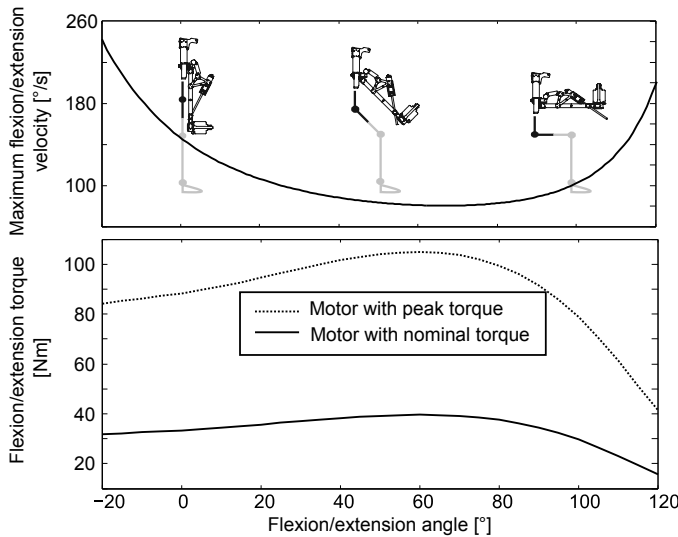 Maximum flexion/extension
velocity [°/s]
260
180
100
Flexion/extension torque
[Nm]
100
80
60
40
20
Motor with peak torque
Motor with nominal torque
−20
0
20
40
60
80
100
120
Flexion/extension angle [°]